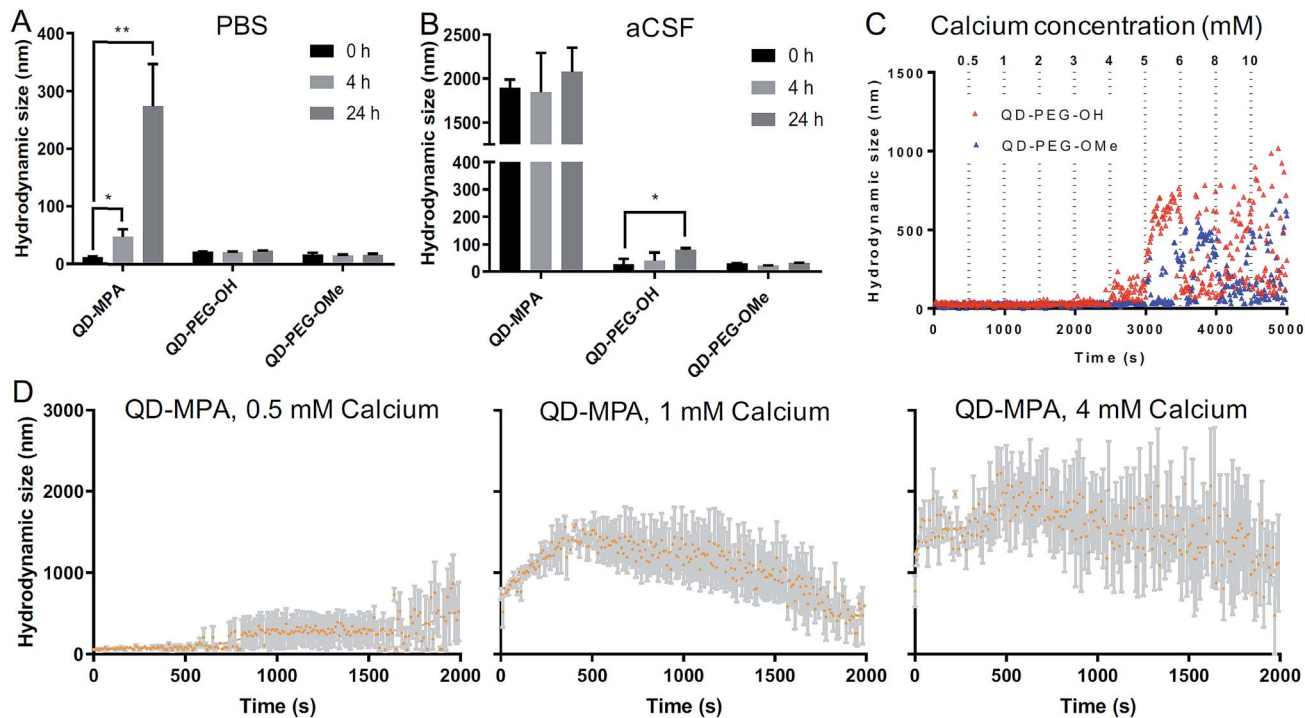 A
PBS
Hydrodynamic size (nm)
400
300
200
100
0
**
*
0 h
4 h
24 h
QD-MPA
QD-PEG-OH
QD-PEG-OMe
B
aCSF
Hydrodynamic size (nm)
2500
2000
1500
400
300
200
100
0
*
0 h
4 h
24 h
QD-MPA
QD-PEG-OH
QD-PEG-OMe
C
Calcium concentration (mM)
0.5 1 2 3 4 5 6 8 10
Hydrodynamic size (nm)
1500
1000
500
0
QD-PEG-OH
QD-PEG-OMe
0 1000 2000 3000 4000 5000
Time (s)
D
QD-MPA, 0.5 mM Calcium
Hydrodynamic size (nm)
3000
2000
1000
0
0 500 1000 1500 2000
Time (s)
QD-MPA, 1 mM Calcium
0 500 1000 1500 2000
Time (s)
QD-MPA, 4 mM Calcium
0 500 1000 1500 2000
Time (s)